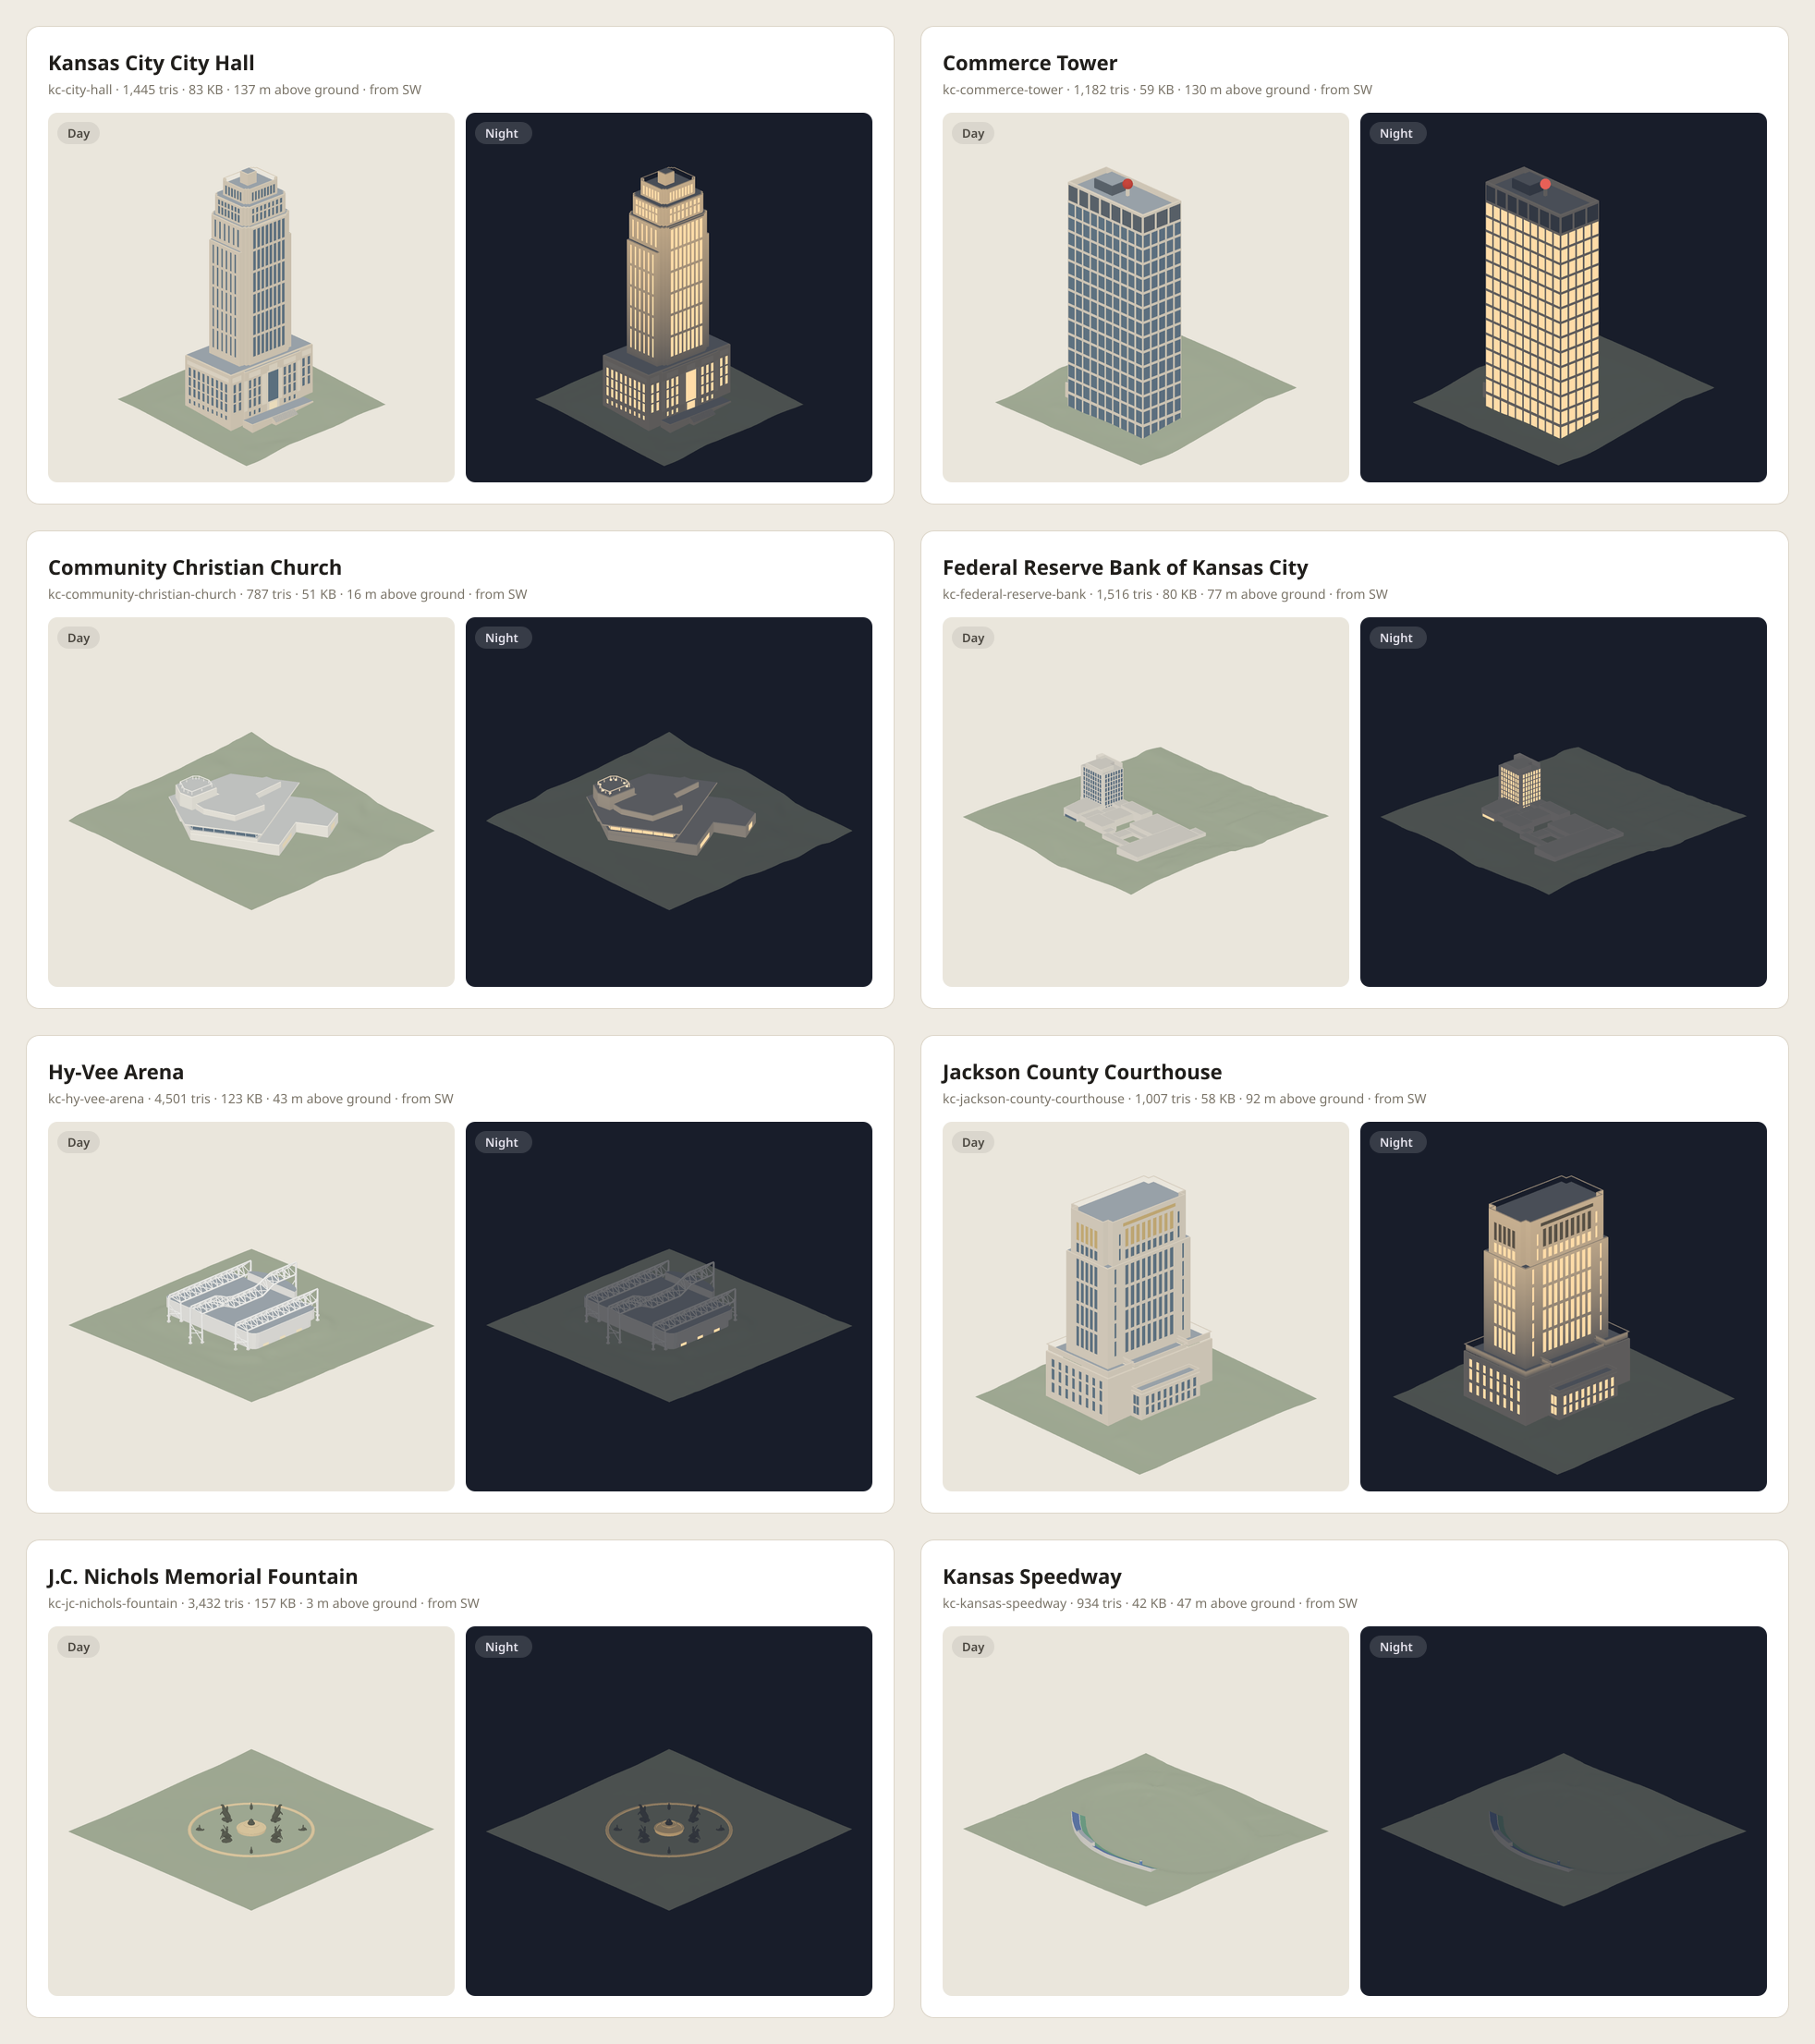 Kansas City City Hall
kc-city-hall · 1,445 tris · 83 KB · 137 m above ground · from SW
Day
Night
Commerce Tower
kc-commerce-tower · 1,182 tris · 59 KB · 130 m above ground · from SW
Day
Night
Community Christian Church
kc-community-christian-church · 787 tris · 51 KB · 16 m above ground · from SW
Day
Night
Federal Reserve Bank of Kansas City
kc-federal-reserve-bank · 1,516 tris · 80 KB · 77 m above ground · from SW
Day
Night
Hy-Vee Arena
kc-hy-vee-arena · 4,501 tris · 123 KB · 43 m above ground · from SW
Day
Night
Jackson County Courthouse
kc-jackson-county-courthouse · 1,007 tris · 58 KB · 92 m above ground · from SW
Day
Night
J.C. Nichols Memorial Fountain
kc-jc-nichols-fountain · 3,432 tris · 157 KB · 3 m above ground · from SW
Day
Night
Kansas Speedway
kc-kansas-speedway · 934 tris · 42 KB · 47 m above ground · from SW
Day
Night